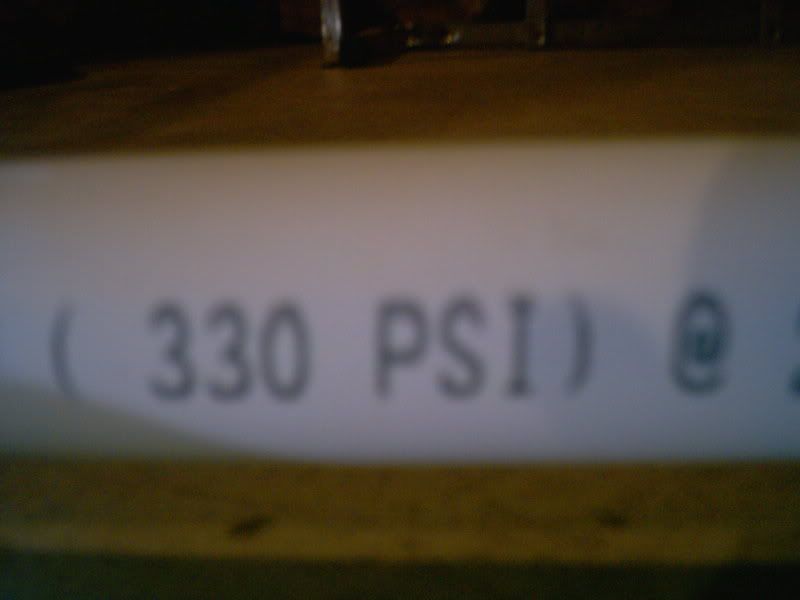 ( 330 PSI) @